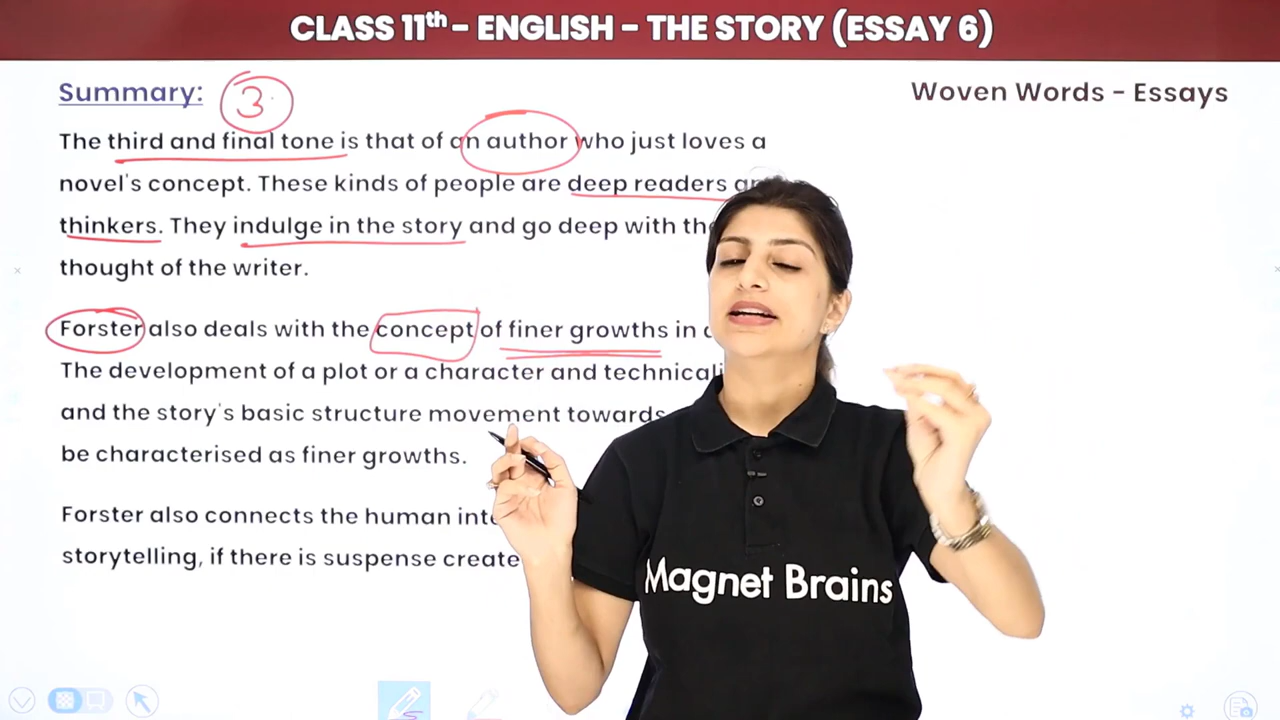 CLASS 11th - ENGLISH - THE STORY (ESSAY 6)
Summary: 3
Woven Words - Essays
The third and final tone is that of an author who just loves a
novel's concept. These kinds of people are deep readers
thinkers. They indulge in the story and go deep with
thought of the writer.
Forster also deals with the concept of finer growths in
The development of a plot or a character and
and the story's basic structure movement towards
be characterised as finer growths.
Forster also connects the human
storytelling, if there is suspense
Magnet Brains